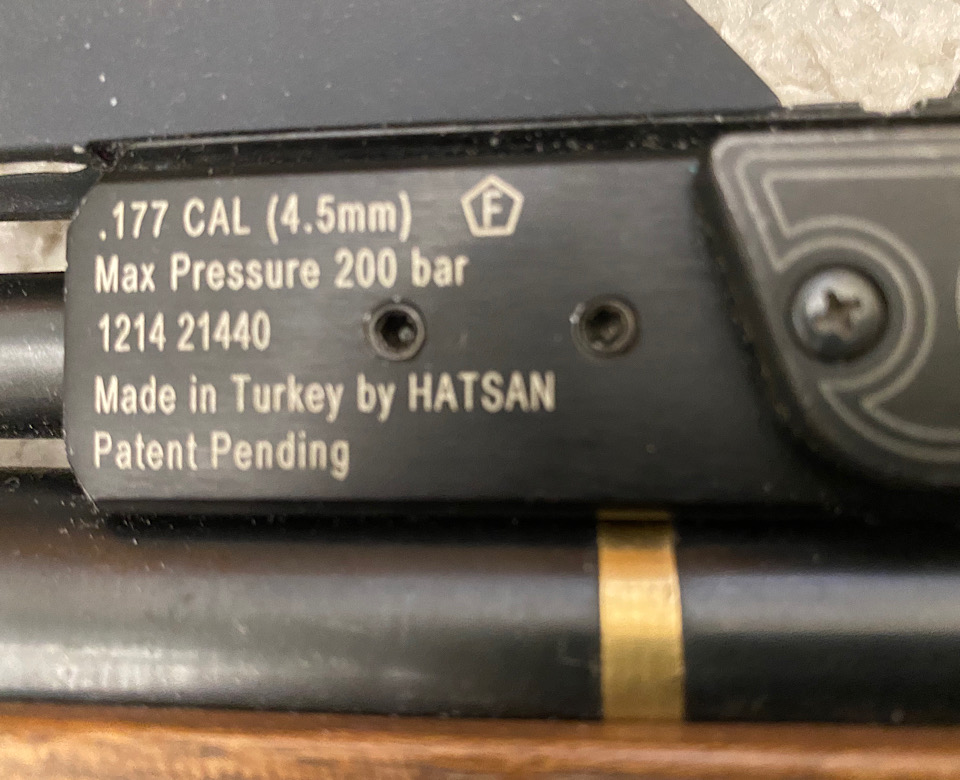 .177 CAL (4.5mm) F
Max Pressure 200 bar
1214 21440
Made in Turkey by HATSAN
Patent Pending